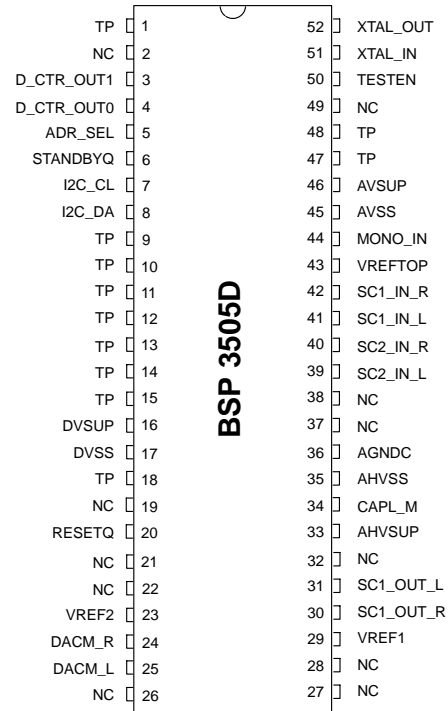 TP 1 52 XTAL_OUT
NC 2 51 XTAL_IN
D_CTR_OUT1 3 50 TESTEN
D_CTR_OUT0 4 49 NC
ADR_SEL 5 48 TP
STANDBYQ 6 47 TP
I2C_CL 7 46 AVSUP
I2C_DA 8 45 AVSS
TP 9 44 MONO_IN
TP 10 43 VREFTOP
TP 11 42 SC1_IN_R
TP 12 41 SC1_IN_L
TP 13 40 SC2_IN_R
TP 14 39 SC2_IN_L
TP 15 38 NC
DVSUP 16 37 NC
DVSS 17 36 AGNDC
TP 18 35 AHVSS
NC 19 34 CAPL_M
RESETQ 20 33 AHVSUP
NC 21 32 NC
NC 22 31 SC1_OUT_L
VREF2 23 30 SC1_OUT_R
DACM_R 24 29 VREF1
DACM_L 25 28 NC
NC 26 27 NC
BSP 3505D